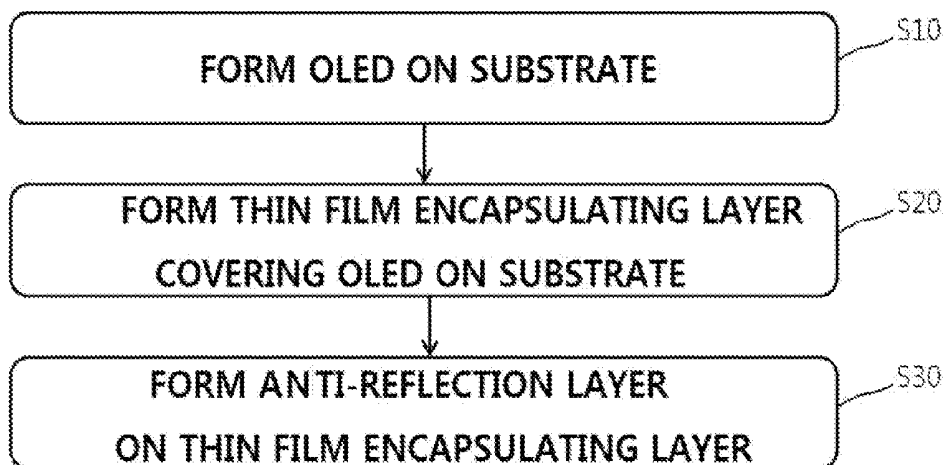 FORM OLED ON SUBSTRATE
S10
FORM THIN FILM ENCAPSULATING LAYER
COVERING OLED ON SUBSTRATE
S20
FORM ANTI-REFLECTION LAYER
ON THIN FILM ENCAPSULATING LAYER
S30